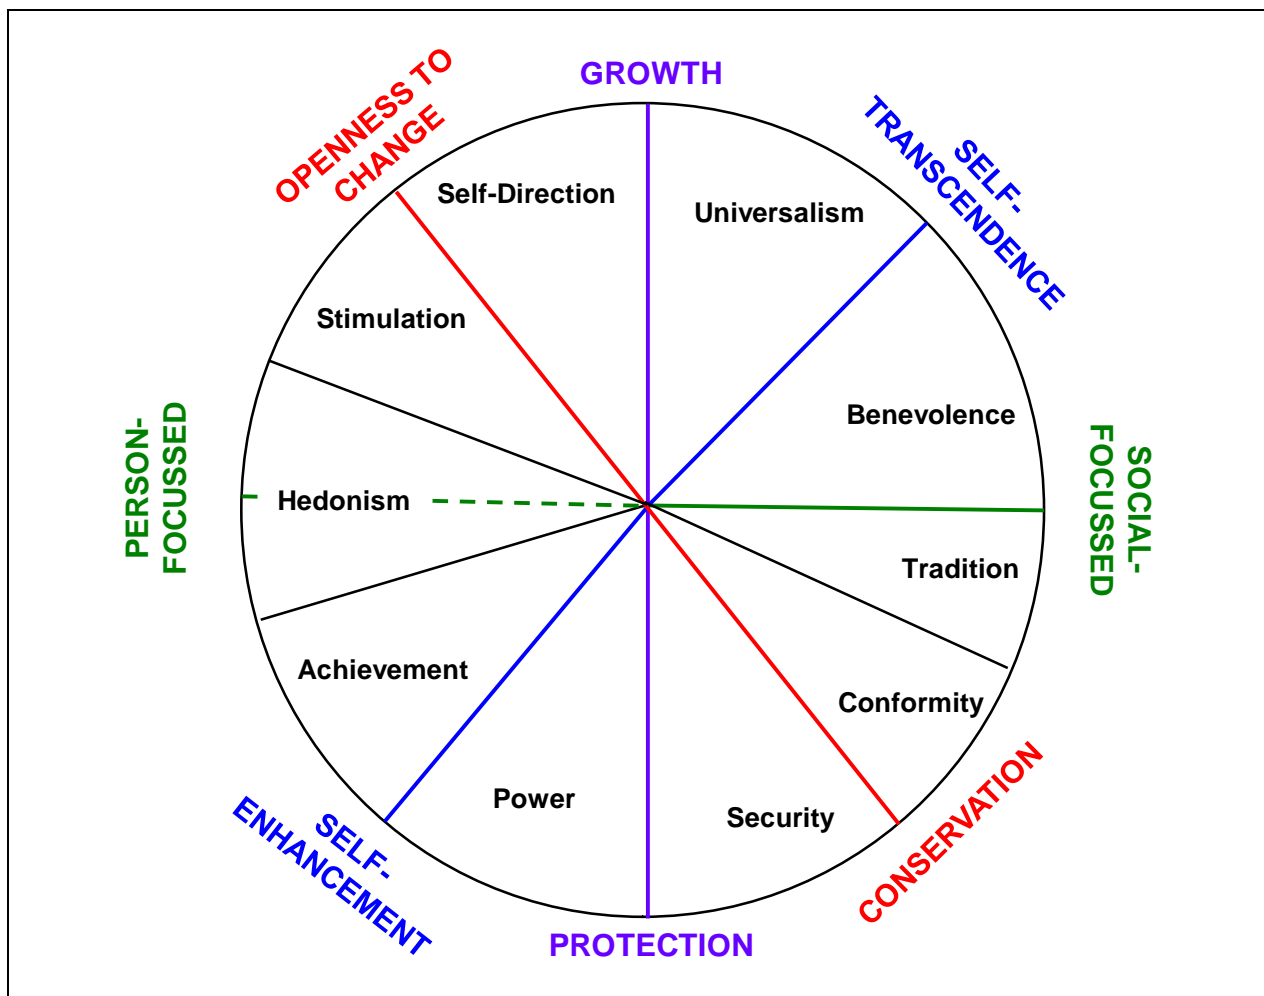 GROWTH
OPENNESS TO
CHANGE
SELF-
TRANSCENDENCE
Self-Direction
Universalism
Stimulation
Benevolence
PERSON-
FOCUSSED
Hedonism
SOCIAL-
FOCUSSED
Tradition
Achievement
Conformity
Power
Security
SELF-
ENHANCEMENT
CONSERVATION
PROTECTION